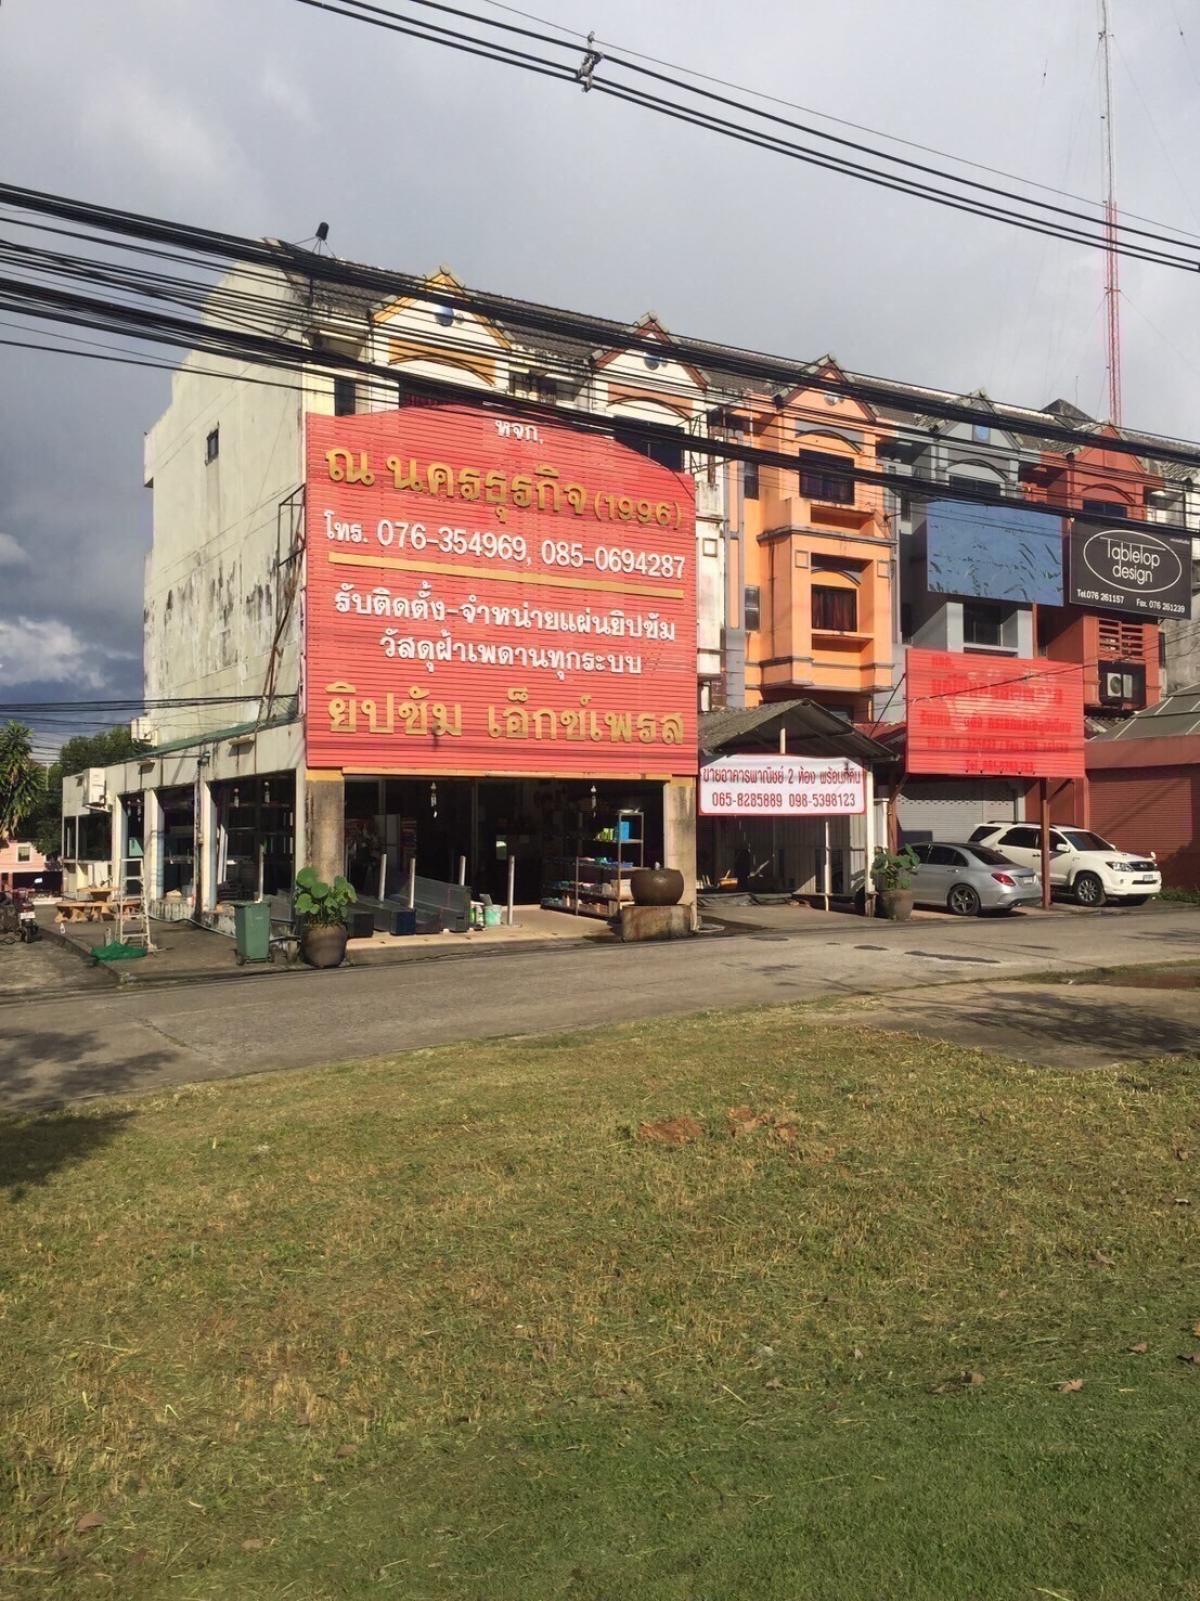 หจก.
ณ นครธุรกิจ (1996)
โทร. 076-354969, 085-0694287
รับติดตั้ง-จำหน่ายแผ่นยิปซัม
วัสดุฝ้าเพดานทุกระบบ
ยิปซัม เอ็กซ์เพรส
ขายอาคารพาณิชย์ 2 ห้อง พร้อมที่ดิน
065-8285889 098-5398123
Tabletop
design
Tel.076 261157 Fax. 076 261239